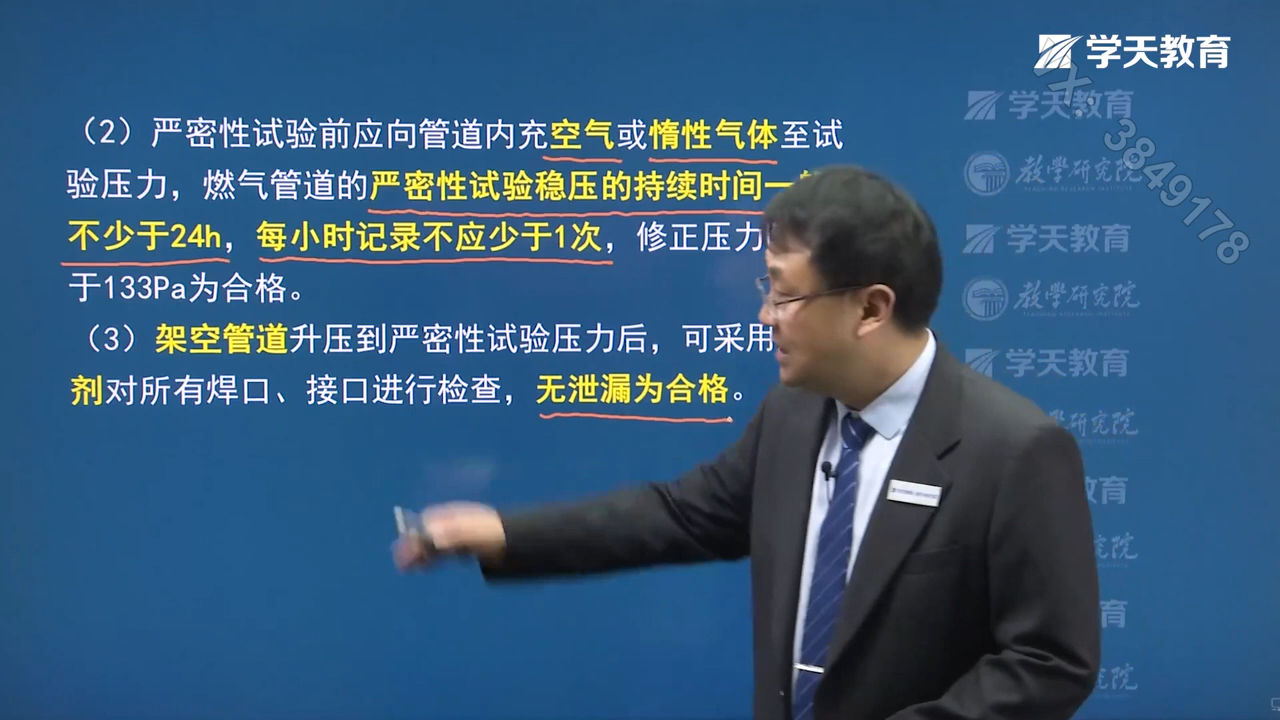 学天教育
(2)严密性试验前应向管道内充空气或惰性气体至试
验压力，燃气管道的严密性试验稳压的持续时间一般
不少于24h，每小时记录不应少于1次，修正压力
于133Pa为合格。
(3)架空管道升压到严密性试验压力后，可采用
剂对所有焊口、接口进行检查，无泄漏为合格。
学天教育
教学研究院
学天教育
教学研究院
学天教育
学研究院
教育
究院
育
究院
3849178